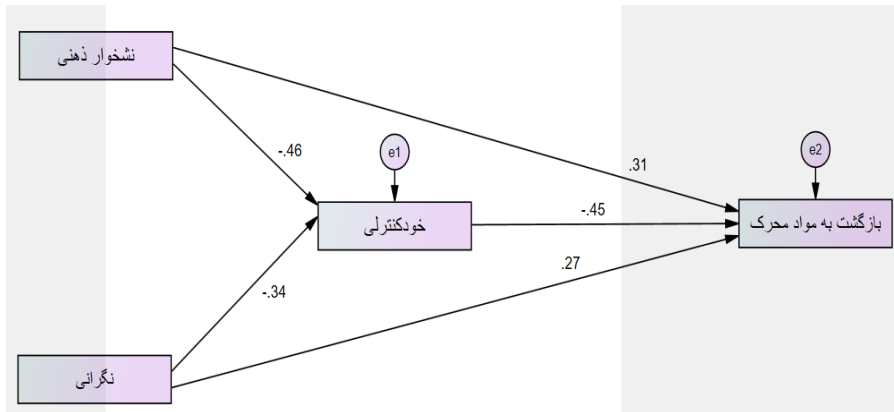 نشخوار ذهنی
-.46
e1
.31
e2
خودکنترلی
-.45
بازگشت به مواد محرک
-.34
.27
نگرانی